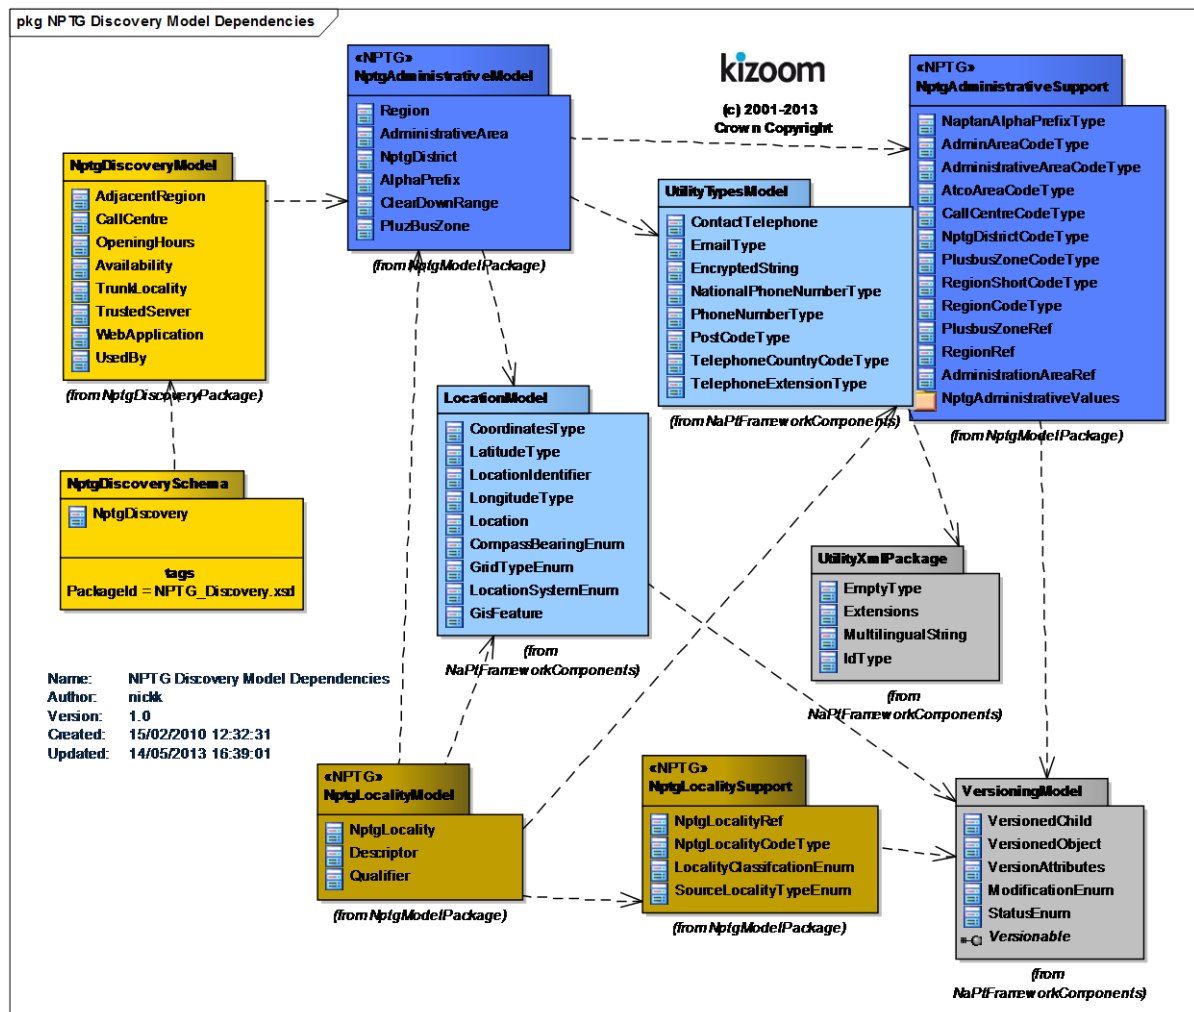 pkg NPTG Discovery Model Dependencies
«NPTG»
NptgAdministrativeModel
Region
AdministrativeArea
NptgDistrict
AlphaPrefix
ClearDownRange
PluzBusZone
(from NptgModelPackage)
kizoom
(c) 2001-2013
Crown Copyright
«NPTG»
NptgAdministrativeSupport
NaptanAlphaPrefixType
AdminAreaCodeType
AdministrativeAreaCodeType
AtcoAreaCodeType
CallCentreCodeType
NptgDistrictCodeType
PlusbusZoneCodeType
RegionShortCodeType
RegionCodeType
PlusbusZoneRef
RegionRef
AdministrationAreaRef
NptgAdministrativeValues
(from NptgModelPackage)
NptgDiscoveryModel
AdjacentRegion
CallCentre
OpeningHours
Availability
TrunkLocality
TrustedServer
WebApplication
UsedBy
(from NptgDiscoveryPackage)
UtilityTypesModel
ContactTelephone
EmailType
EncryptedString
NationalPhoneNumberType
PhoneNumberType
PostCodeType
TelephoneCountryCodeType
TelephoneExtensionType
(from NaPtFrameworkComponents)
LocationModel
CoordinatesType
LatitudeType
LocationIdentifier
LongitudeType
Location
CompassBearingEnum
GridTypeEnum
LocationSystemEnum
GisFeature
(from
NaPtFrameworkComponents)
NptgDiscoverySchema
NptgDiscovery
tags
PackageId = NPTG_Discovery.xsd
UtilityXmlPackage
EmptyType
Extensions
MultilingualString
IdType
(from
NaPtFrameworkComponents)
Name: NPTG Discovery Model Dependencies
Author: nickk
Version: 1.0
Created: 15/02/2010 12:32:31
Updated: 14/05/2013 16:39:01
«NPTG»
NptgLocalityModel
NptgLocality
Descriptor
Qualifier
(from NptgModelPackage)
«NPTG»
NptgLocalitySupport
NptgLocalityRef
NptgLocalityCodeType
LocalityClassifcationEnum
SourceLocalityTypeEnum
(from NptgModelPackage)
VersioningModel
VersionedChild
VersionedObject
VersionAttributes
ModificationEnum
StatusEnum
Versionable
(from
NaPtFrameworkComponents)